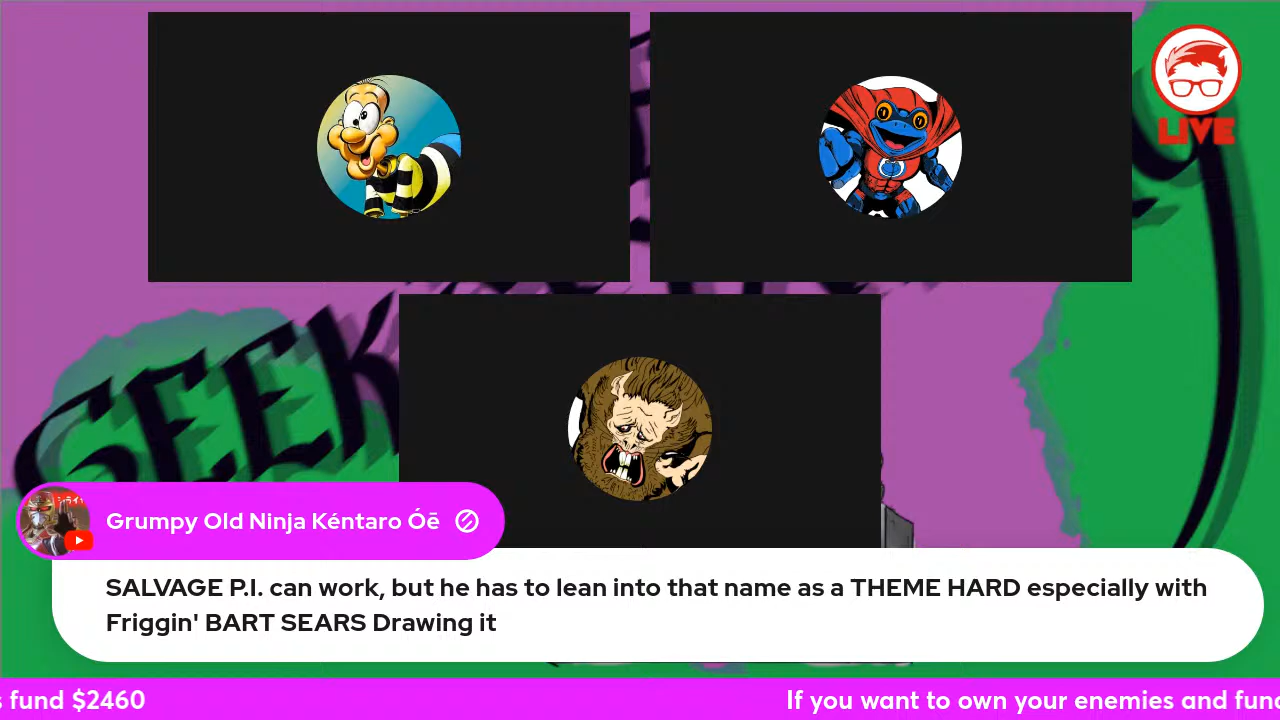 LIVE
GEEK
Grumpy Old Ninja Kéntaro Óē
SALVAGE P.I. can work, but he has to lean into that name as a THEME HARD especially with
Friggin' BART SEARS Drawing it
s fund $2460
If you want to own your enemies and fund